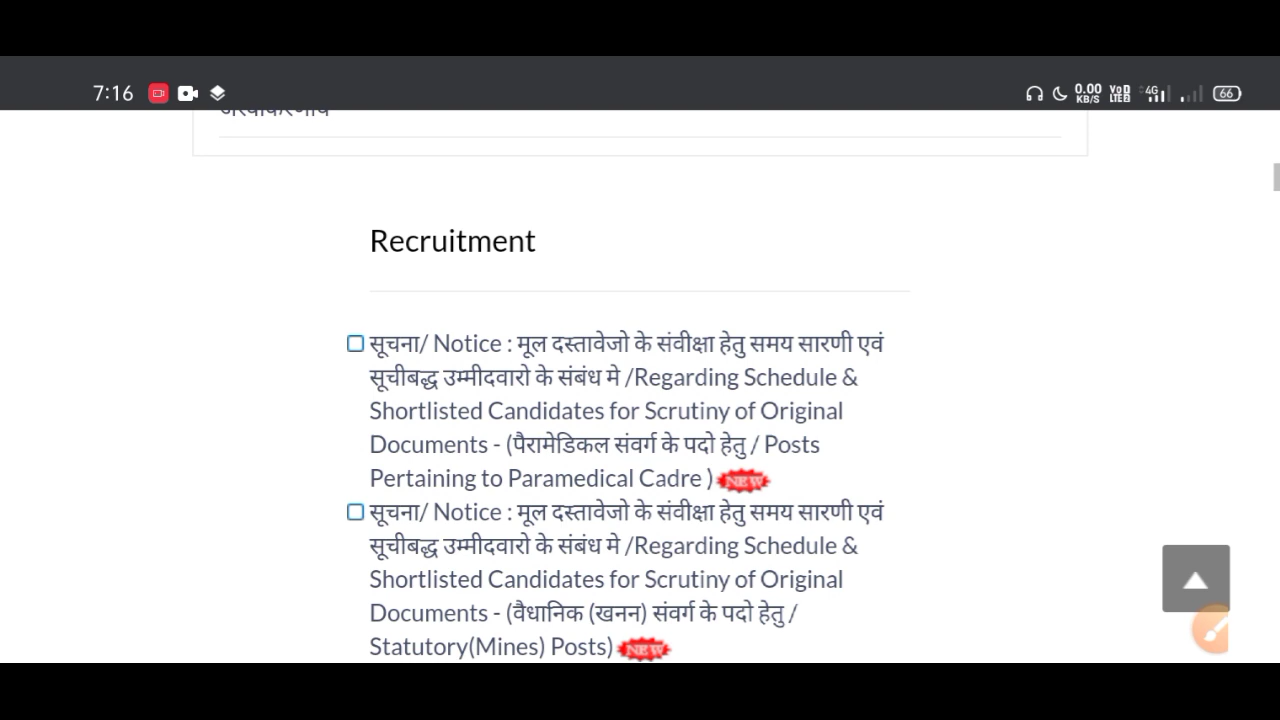 7:16
0.00
KB/S
VoD
LTE2
4G
66
Recruitment
सूचना/ Notice : मूल दस्तावेजो के संवीक्षा हेतु समय सारणी एवं
सूचीबद्ध उम्मीदवारो के संबंध मे /Regarding Schedule &
Shortlisted Candidates for Scrutiny of Original
Documents - (पैरामेडिकल संवर्ग के पदो हेतु / Posts
Pertaining to Paramedical Cadre ) NEW
सूचना/ Notice : मूल दस्तावेजो के संवीक्षा हेतु समय सारणी एवं
सूचीबद्ध उम्मीदवारो के संबंध मे /Regarding Schedule &
Shortlisted Candidates for Scrutiny of Original
Documents - (वैधानिक (खनन) संवर्ग के पदो हेतु /
Statutory(Mines) Posts) NEW